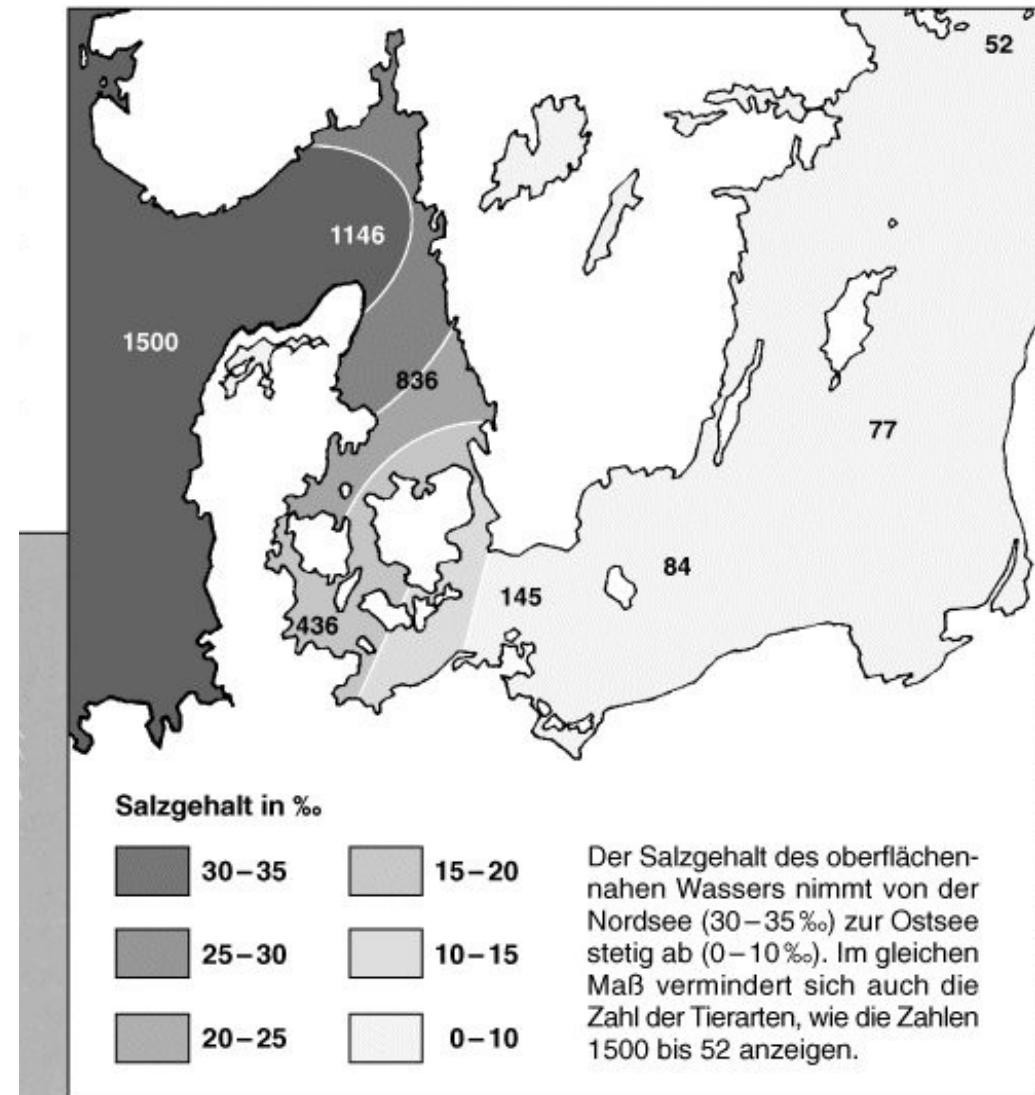 52
1146
1500
836
77
84
145
436
Salzgehalt in ‰
30–35
15–20
25–30
10–15
20–25
0–10
Der Salzgehalt des oberflächen-
nahen Wassers nimmt von der
Nordsee (30–35‰) zur Ostsee
stetig ab (0–10‰). Im gleichen
Maß vermindert sich auch die
Zahl der Tierarten, wie die Zahlen
1500 bis 52 anzeigen.